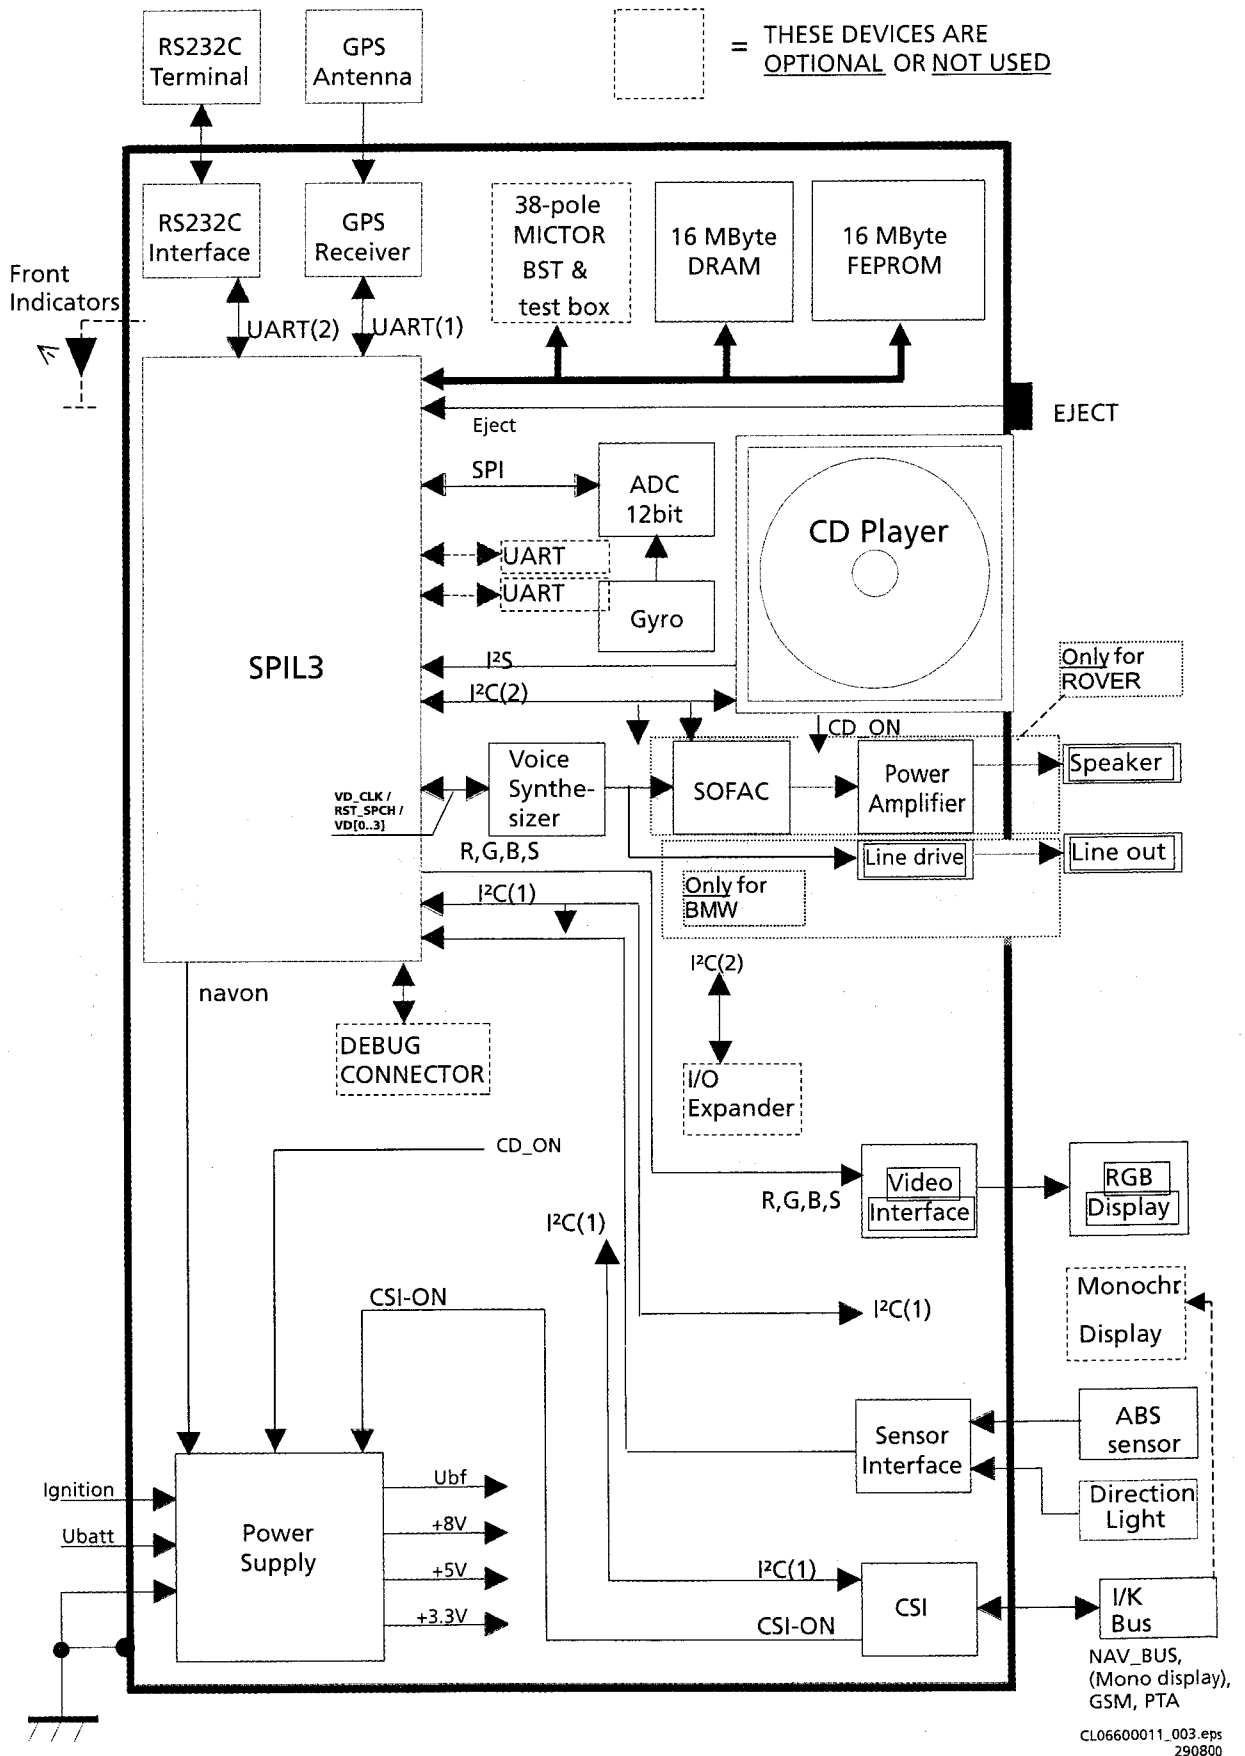 RS232C
Terminal
GPS
Antenna
= THESE DEVICES ARE
OPTIONAL OR NOT USED
RS232C
Interface
GPS
Receiver
38-pole
MICTOR
BST &
test box
16 MByte
DRAM
16 MByte
FEPROM
Front
Indicators
UART(2)
UART(1)
Eject
EJECT
SPI
ADC
12bit
CD Player
UART
UART
Gyro
SPIL3
I²S
I²C(2)
Only for
ROVER
CD_ON
Voice
Synthe-
sizer
SOFAC
Power
Amplifier
Speaker
VD_CLK /
RST_SPCH /
VD[0..3]
R,G,B,S
Line drive
Line out
I²C(1)
Only for
BMW
I²C(2)
navon
DEBUG
CONNECTOR
I/O
Expander
CD_ON
Video
Interface
RGB
Display
R,G,B,S
I²C(1)
Monochr.
Display
CSI-ON
I²C(1)
Sensor
Interface
ABS
sensor
Direction
Light
Ignition
Ubatt
Power
Supply
Ubf
+8V
+5V
+3.3V
I²C(1)
CSI-ON
CSI
I/K
Bus
NAV_BUS,
(Mono display),
GSM, PTA
CL06600011_003.eps
290800